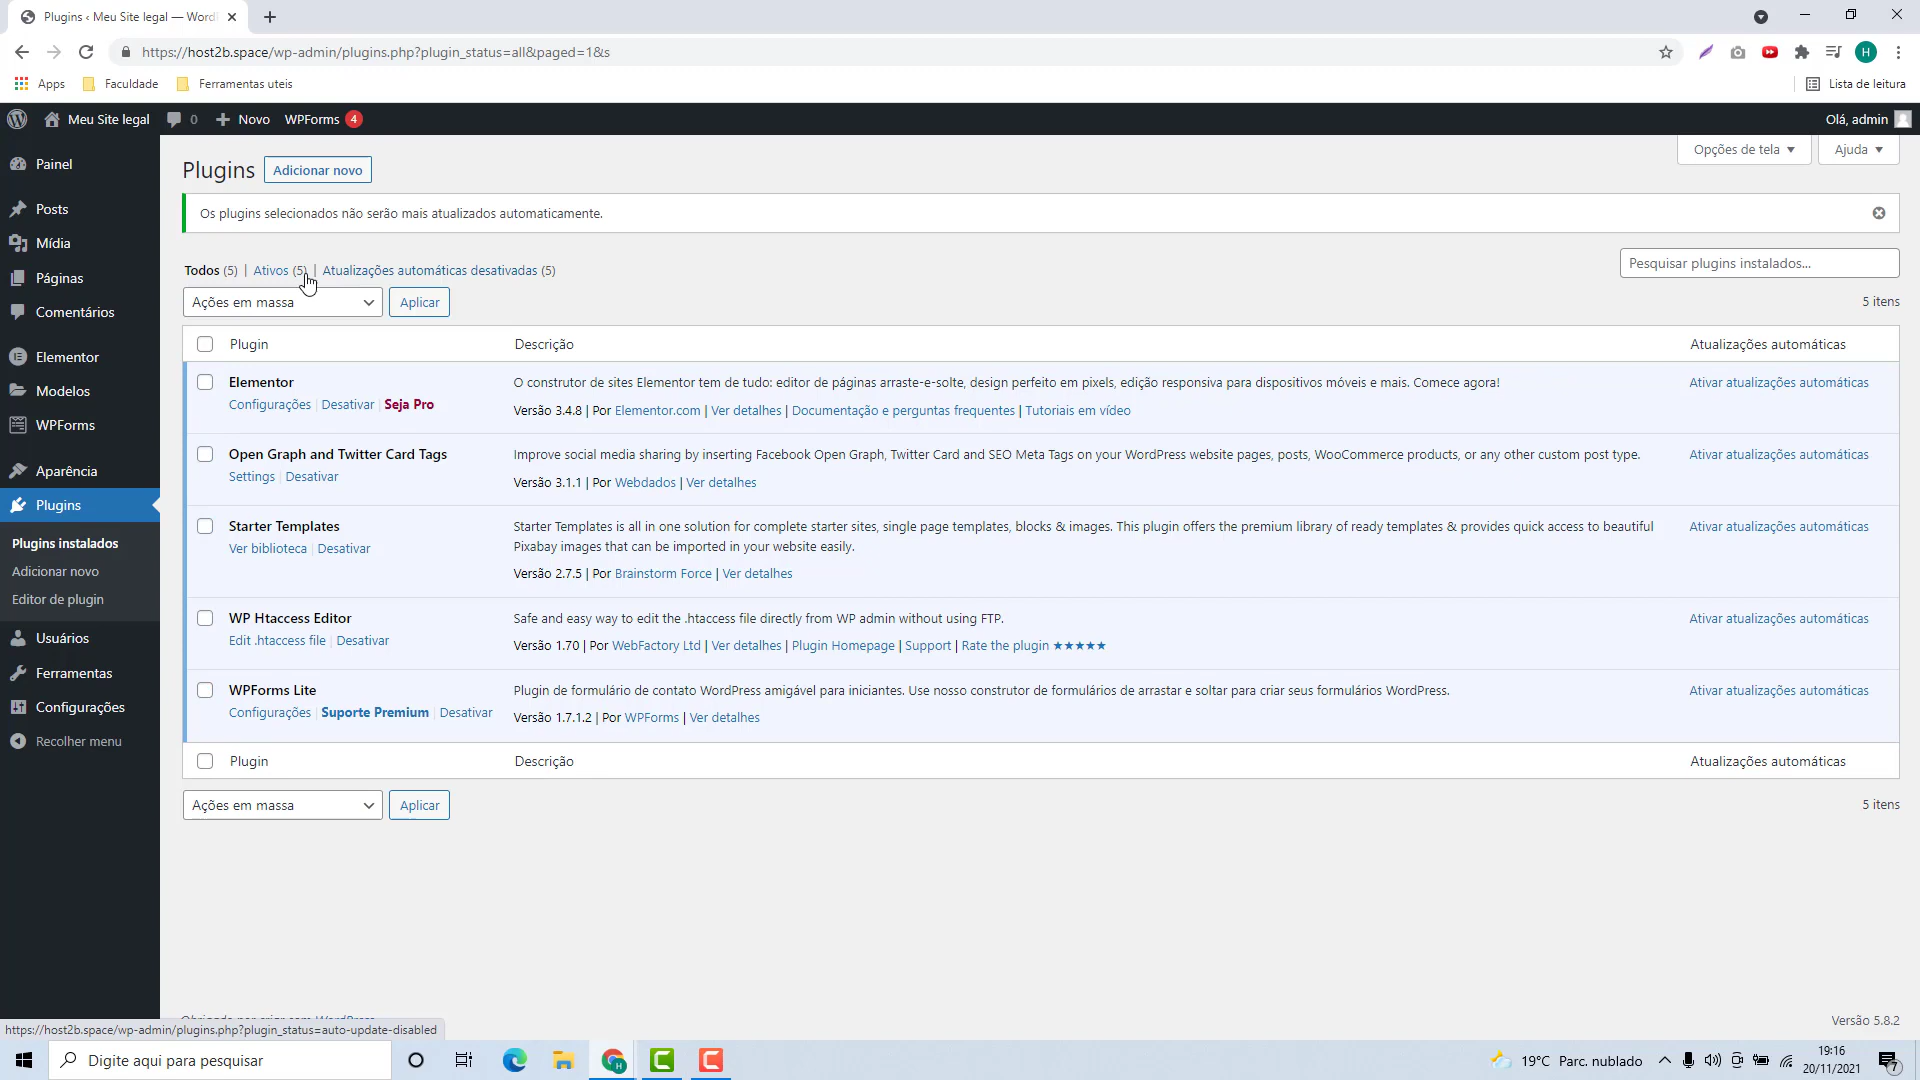 Plugins ‹ Meu Site legal — Word
https://host2b.space/wp-admin/plugins.php?plugin_status=all&paged=1&s
H
Apps
Faculdade
Ferramentas uteis
Lista de leitura
Meu Site legal
0
Novo
WPForms 4
Olá, admin
Painel
Posts
Mídia
Páginas
Comentários
Elementor
Modelos
WPForms
Aparência
Plugins
Plugins instalados
Adicionar novo
Editor de plugin
Usuários
Ferramentas
Configurações
Recolher menu
Opções de tela
Ajuda
Plugins
Adicionar novo
Os plugins selecionados não serão mais atualizados automaticamente.
Todos (5) | Ativos (5) | Atualizações automáticas desativadas (5)
Pesquisar plugins instalados...
Ações em massa
Aplicar
5 itens
Plugin
Descrição
Atualizações automáticas
Elementor
Configurações | Desativar | Seja Pro
O construtor de sites Elementor tem de tudo: editor de páginas arraste-e-solte, design perfeito em pixels, edição responsiva para dispositivos móveis e mais. Comece agora!
Versão 3.4.8 | Por Elementor.com | Ver detalhes | Documentação e perguntas frequentes | Tutoriais em vídeo
Ativar atualizações automáticas
Open Graph and Twitter Card Tags
Settings | Desativar
Improve social media sharing by inserting Facebook Open Graph, Twitter Card and SEO Meta Tags on your WordPress website pages, posts, WooCommerce products, or any other custom post type.
Versão 3.1.1 | Por Webdados | Ver detalhes
Ativar atualizações automáticas
Starter Templates
Ver biblioteca | Desativar
Starter Templates is all in one solution for complete starter sites, single page templates, blocks & images. This plugin offers the premium library of ready templates & provides quick access to beautiful
Pixabay images that can be imported in your website easily.
Versão 2.7.5 | Por Brainstorm Force | Ver detalhes
Ativar atualizações automáticas
WP Htaccess Editor
Edit .htaccess file | Desativar
Safe and easy way to edit the .htaccess file directly from WP admin without using FTP.
Versão 1.70 | Por WebFactory Ltd | Ver detalhes | Plugin Homepage | Support | Rate the plugin ★★★★★
Ativar atualizações automáticas
WPForms Lite
Configurações | Suporte Premium | Desativar
Plugin de formulário de contato WordPress amigável para iniciantes. Use nosso construtor de formulários de arrastar e soltar para criar seus formulários WordPress.
Versão 1.7.1.2 | Por WPForms | Ver detalhes
Ativar atualizações automáticas
Plugin
Descrição
Atualizações automáticas
Ações em massa
Aplicar
5 itens
Versão 5.8.2
https://host2b.space/wp-admin/plugins.php?plugin_status=auto-update-disabled
Digite aqui para pesquisar
19°C Parc. nublado
19:16
20/11/2021
7